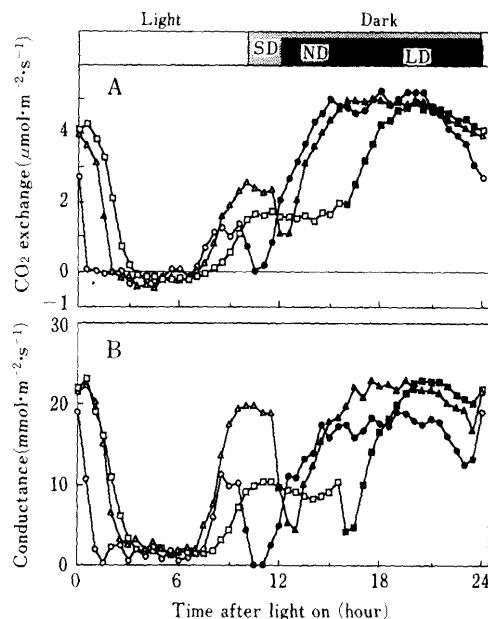 Light Dark
SD
ND LD
A
CO2 exchange(μmol·m⁻²·s⁻¹)
4
2
0
−1
B
Conductance(mmol·m⁻²·s⁻¹)
30
20
10
0
0 6 12 18 24
Time after light on (hour)